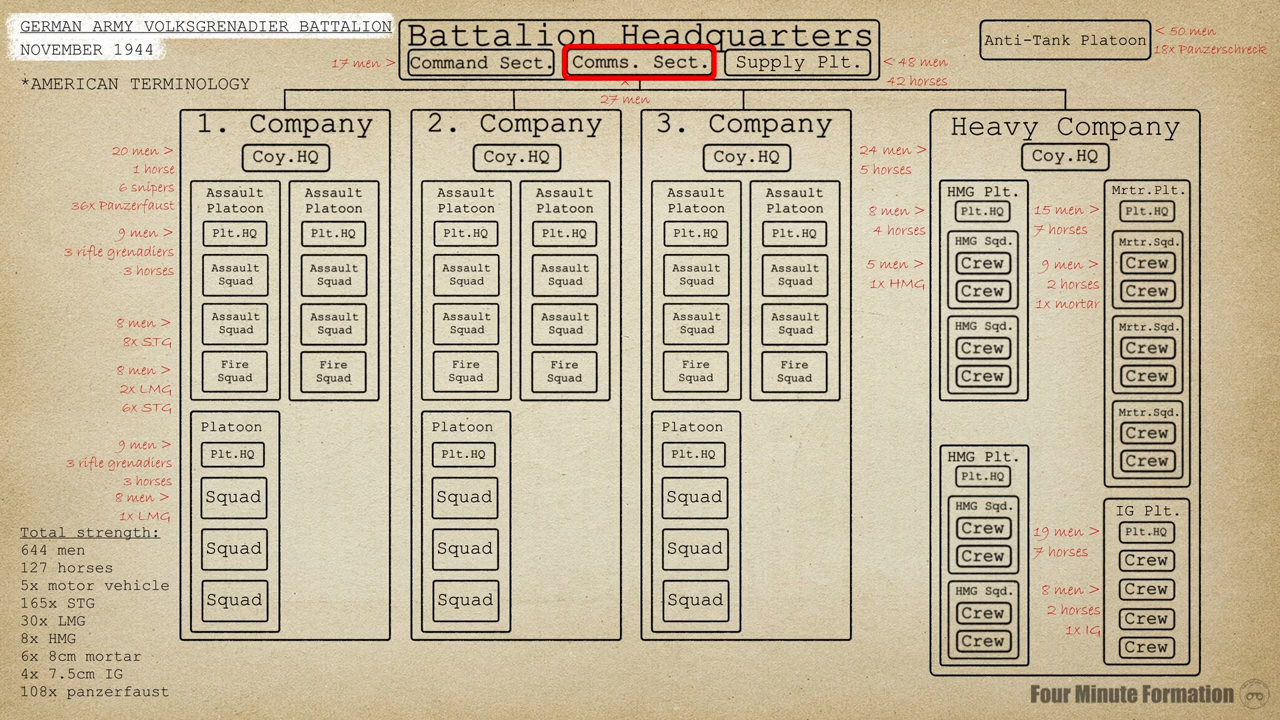 GERMAN ARMY VOLKSGRENADIER BATTALION
NOVEMBER 1944
*AMERICAN TERMINOLOGY
Battalion Headquarters
17 men >
Command Sect.
Comms. Sect.
Supply Plt.
< 48 men
42 horses
^
27 men
Anti-Tank Platoon
< 50 men
18x Panzerschreck
1. Company
Coy.HQ
20 men >
1 horse
6 snipers
36x Panzerfaust
Assault
Platoon
Plt.HQ
9 men >
3 rifle grenadiers
3 horses
Assault
Squad
Assault
Squad
8 men >
8x STG
Fire
Squad
8 men >
2x LMG
6x STG
Assault
Platoon
Plt.HQ
Assault
Squad
Assault
Squad
Fire
Squad
Platoon
Plt.HQ
9 men >
3 rifle grenadiers
3 horses
Squad
8 men >
1x LMG
Squad
Squad
2. Company
Coy.HQ
Assault
Platoon
Plt.HQ
Assault
Squad
Assault
Squad
Fire
Squad
Assault
Platoon
Plt.HQ
Assault
Squad
Assault
Squad
Fire
Squad
Platoon
Plt.HQ
Squad
Squad
Squad
3. Company
Coy.HQ
Assault
Platoon
Plt.HQ
Assault
Squad
Assault
Squad
Fire
Squad
Assault
Platoon
Plt.HQ
Assault
Squad
Assault
Squad
Fire
Squad
Platoon
Plt.HQ
Squad
Squad
Squad
Heavy Company
Coy.HQ
24 men >
5 horses
HMG Plt.
Plt.HQ
8 men >
4 horses
HMG Sqd.
Crew
5 men >
1x HMG
Crew
HMG Sqd.
Crew
Crew
HMG Plt.
Plt.HQ
HMG Sqd.
Crew
Crew
HMG Sqd.
Crew
Crew
Mrtr.Plt.
Plt.HQ
15 men >
7 horses
Mrtr.Sqd.
Crew
9 men >
2 horses
1x mortar
Crew
Mrtr.Sqd.
Crew
Crew
Mrtr.Sqd.
Crew
Crew
IG Plt.
Plt.HQ
19 men >
7 horses
Crew
Crew
8 men >
2 horses
1x IG
Crew
Crew
Total strength:
644 men
127 horses
5x motor vehicle
165x STG
30x LMG
8x HMG
6x 8cm mortar
4x 7.5cm IG
108x panzerfaust
Four Minute Formation